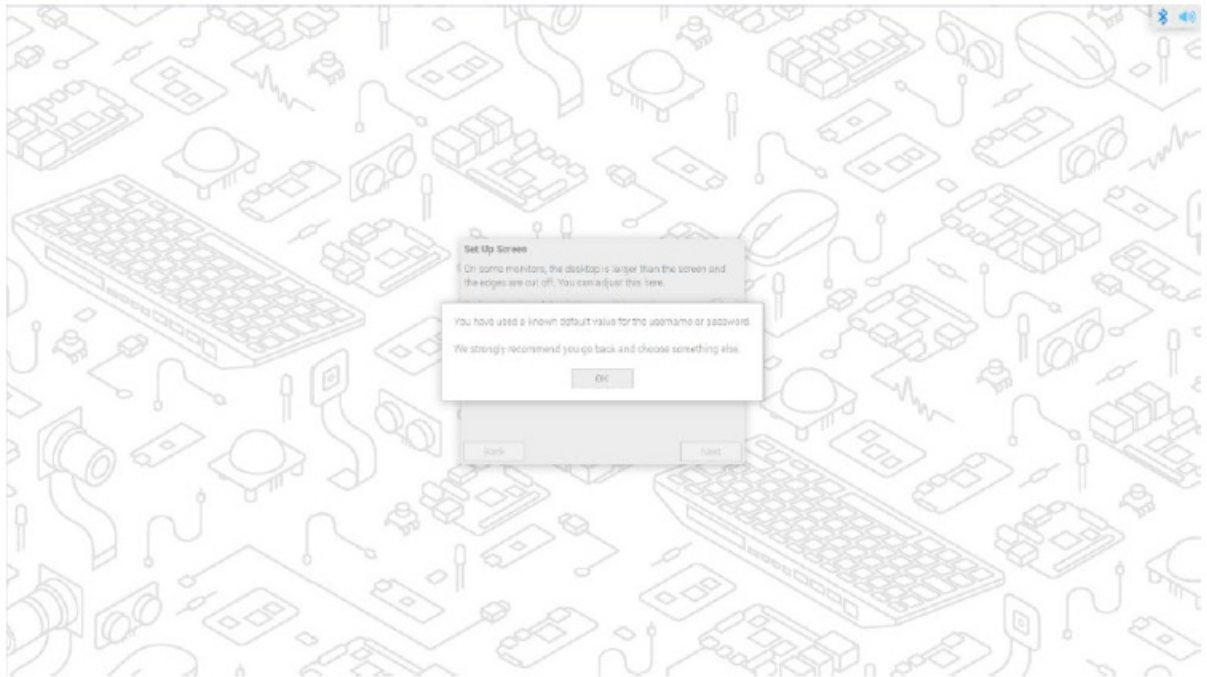 Set Up Screen
On some monitors, the desktop is larger than the screen and
the edges are cut off. You can adjust this here.
You have used a known default value for the username or password.
We strongly recommend you go back and choose something else.
OK
Back
Next